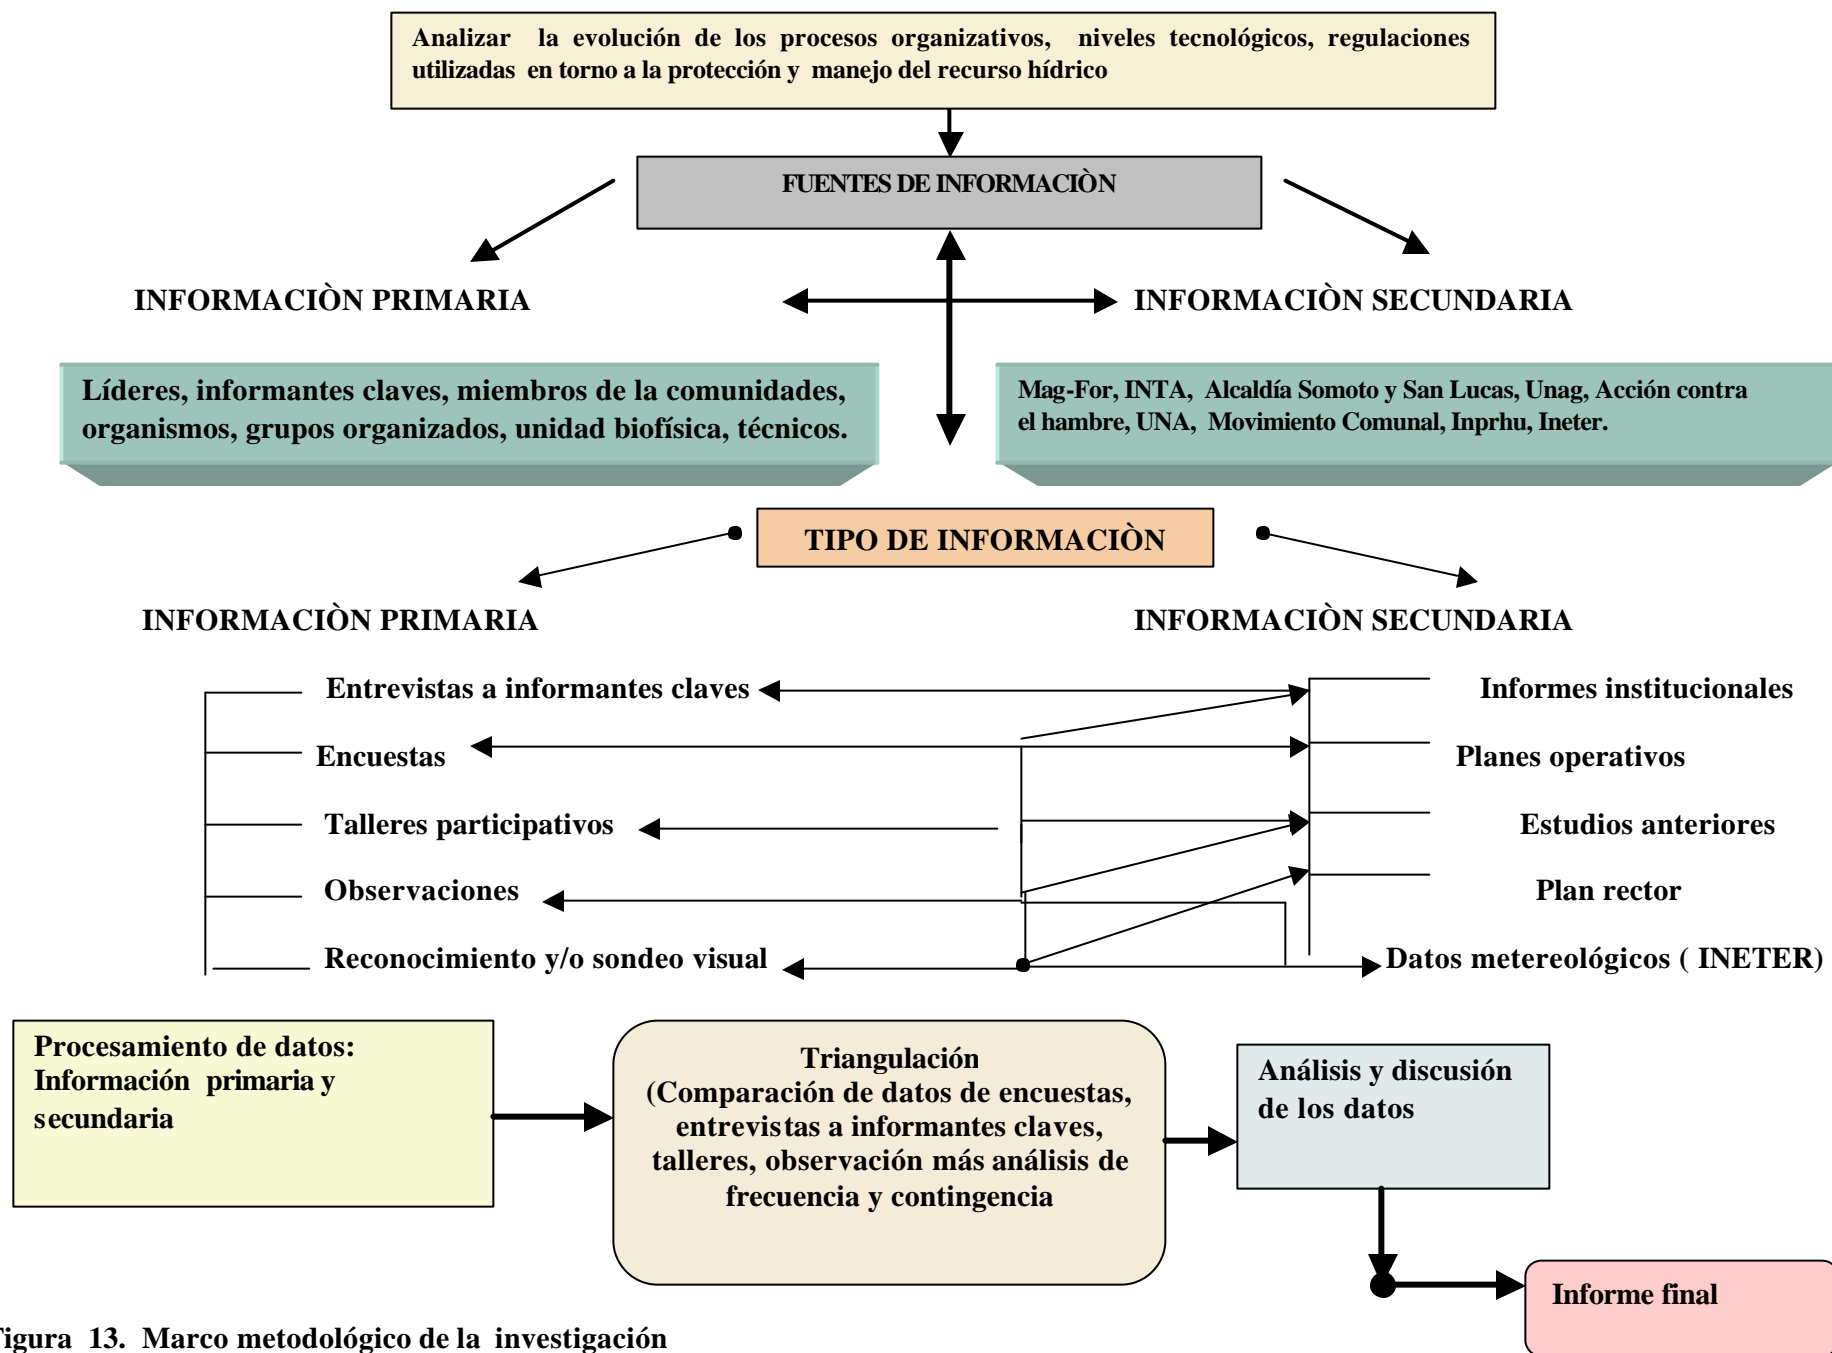 Analizar la evolución de los procesos organizativos, niveles tecnológicos, regulaciones
utilizadas en torno a la protección y manejo del recurso hídrico
FUENTES DE INFORMACIÒN
INFORMACIÒN PRIMARIA
INFORMACIÒN SECUNDARIA
Líderes, informantes claves, miembros de la comunidades,
organismos, grupos organizados, unidad biofísica, técnicos.
Mag-For, INTA, Alcaldía Somoto y San Lucas, Unag, Acción contra
el hambre, UNA, Movimiento Comunal, Inprhu, Ineter.
TIPO DE INFORMACIÒN
INFORMACIÒN PRIMARIA
INFORMACIÒN SECUNDARIA
Entrevistas a informantes claves
Informes institucionales
Encuestas
Planes operativos
Talleres participativos
Estudios anteriores
Observaciones
Plan rector
Reconocimiento y/o sondeo visual
Datos metereológicos ( INETER)
Procesamiento de datos:
Información primaria y
secundaria
Triangulación
(Comparación de datos de encuestas,
entrevistas a informantes claves,
talleres, observación más análisis de
frecuencia y contingencia
Análisis y discusión
de los datos
Informe final
Figura 13. Marco metodológico de la investigación